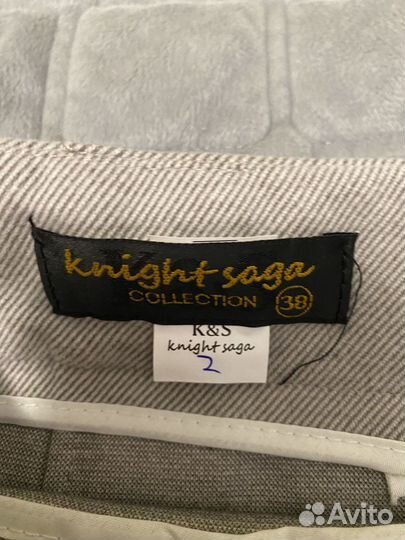 knight saga
COLLECTION 38
K&S
knight saga
2
Avito